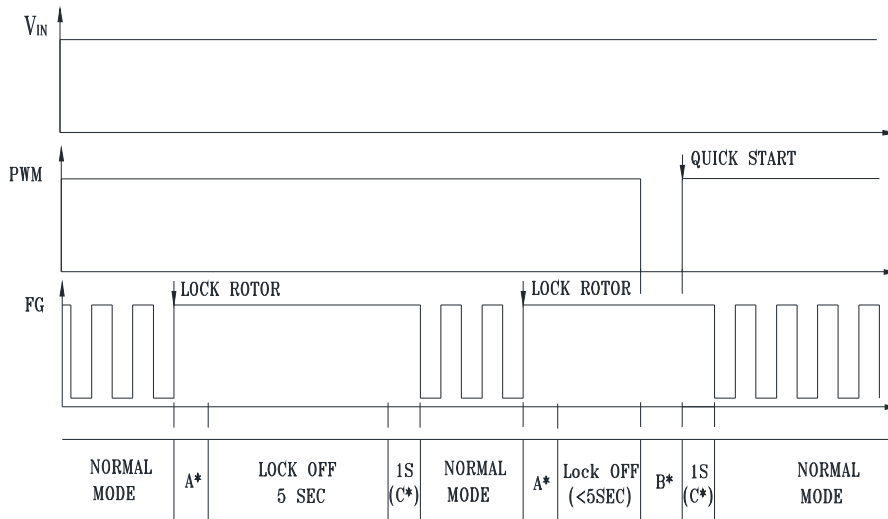 VIN
PWM
QUICK START
FG
LOCK ROTOR
LOCK ROTOR
NORMAL
MODE
A*
LOCK OFF
5 SEC
1S
(C*)
NORMAL
MODE
A*
Lock OFF
(<5SEC)
B*
1S
(C*)
NORMAL
MODE